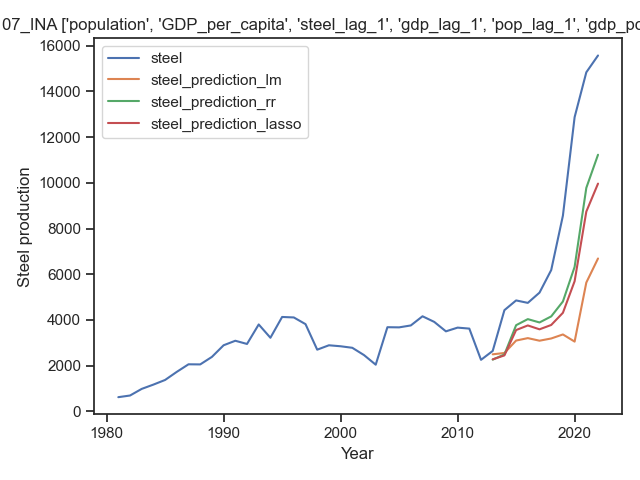 07_INA ['population', 'GDP_per_capita', 'steel_lag_1', 'gdp_lag_1', 'pop_lag_1', 'gdp_po
steel
steel_prediction_lm
steel_prediction_rr
steel_prediction_lasso
16000
14000
12000
10000
8000
6000
4000
2000
0
Steel production
1980
1990
2000
2010
2020
Year